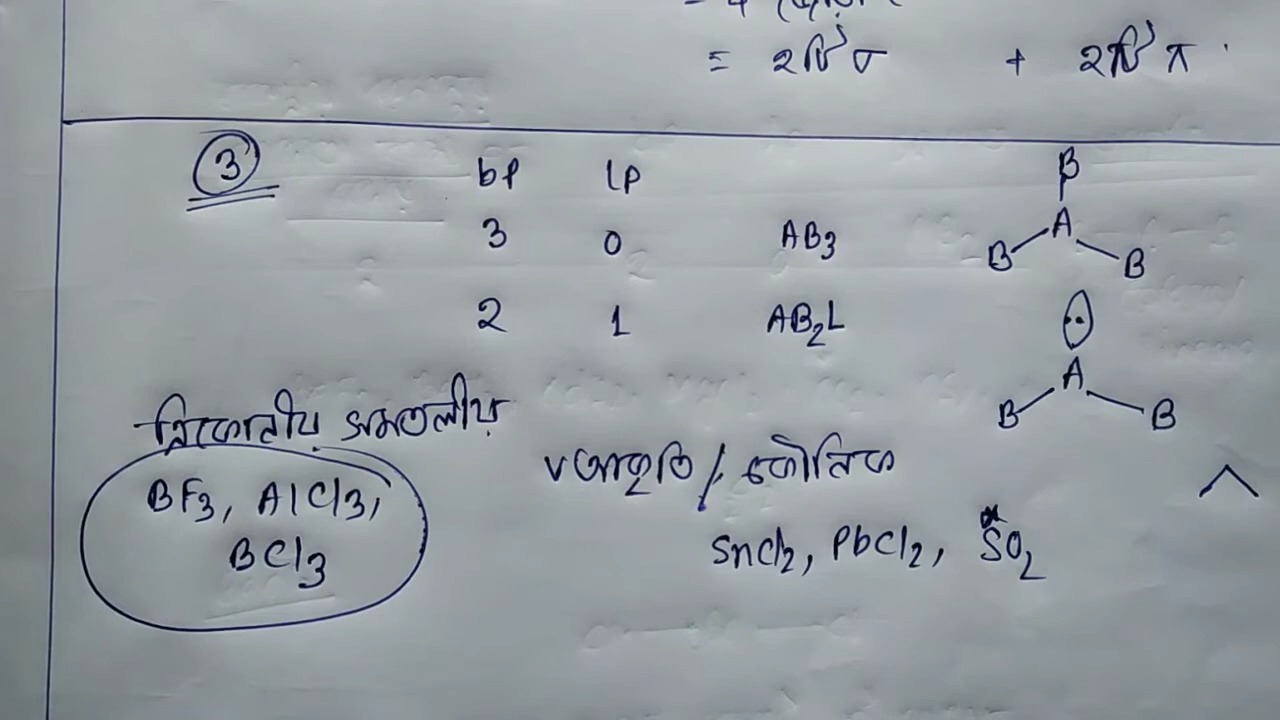 = ২টি σ + ২টি π
3
bp lp
3 0 AB3
B
A
B B
2 1 AB2L
A
B B
ত্রিকোনীয় সমতলীয়
v আকৃতি / কৌনিক
BF3, AlCl3,
BCl3
SnCl2, PbCl2, SO2